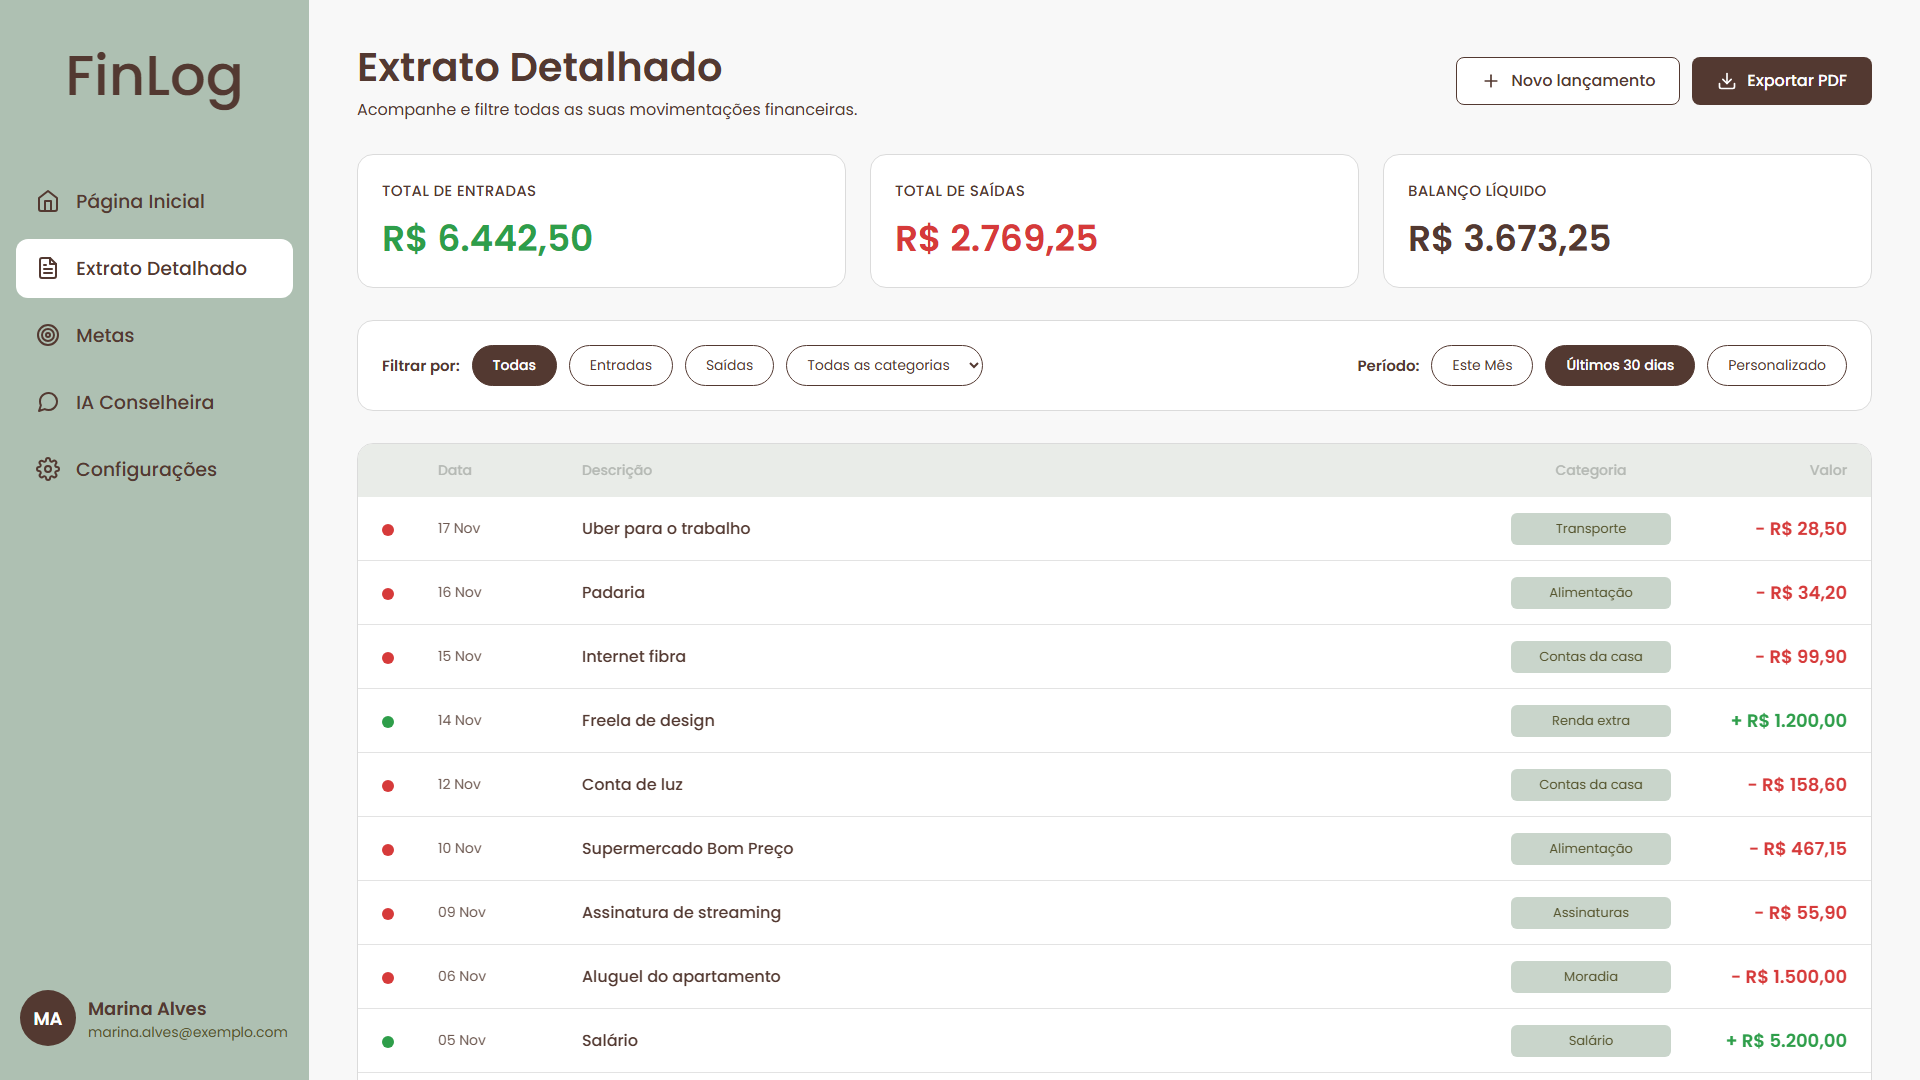 FinLog
Página Inicial
Extrato Detalhado
Metas
IA Conselheira
Configurações
MA
Marina Alves
marina.alves@exemplo.com
Extrato Detalhado
Acompanhe e filtre todas as suas movimentações financeiras.
Novo lançamento
Exportar PDF
TOTAL DE ENTRADAS
R$ 6.442,50
TOTAL DE SAÍDAS
R$ 2.769,25
BALANÇO LÍQUIDO
R$ 3.673,25
Filtrar por: Todas Entradas Saídas Todas as categorias
Período: Este Mês Últimos 30 dias Personalizado
Data Descrição Categoria Valor
17 Nov Uber para o trabalho Transporte - R$ 28,50
16 Nov Padaria Alimentação - R$ 34,20
15 Nov Internet fibra Contas da casa - R$ 99,90
14 Nov Freela de design Renda extra + R$ 1.200,00
12 Nov Conta de luz Contas da casa - R$ 158,60
10 Nov Supermercado Bom Preço Alimentação - R$ 467,15
09 Nov Assinatura de streaming Assinaturas - R$ 55,90
06 Nov Aluguel do apartamento Moradia - R$ 1.500,00
05 Nov Salário Salário + R$ 5.200,00